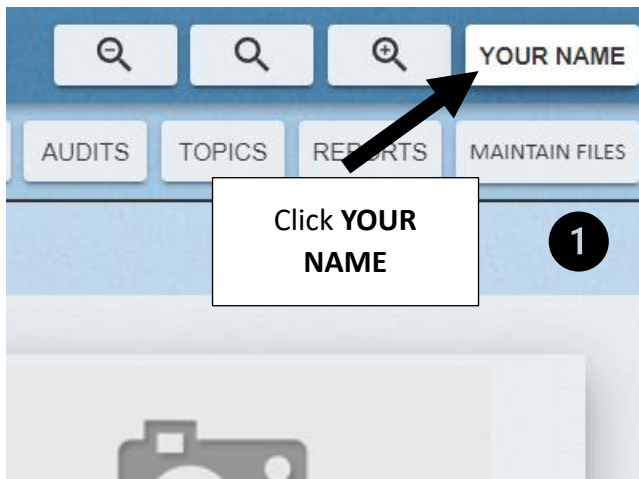 YOUR NAME
AUDITS TOPICS REPORTS MAINTAIN FILES
Click YOUR
NAME
1